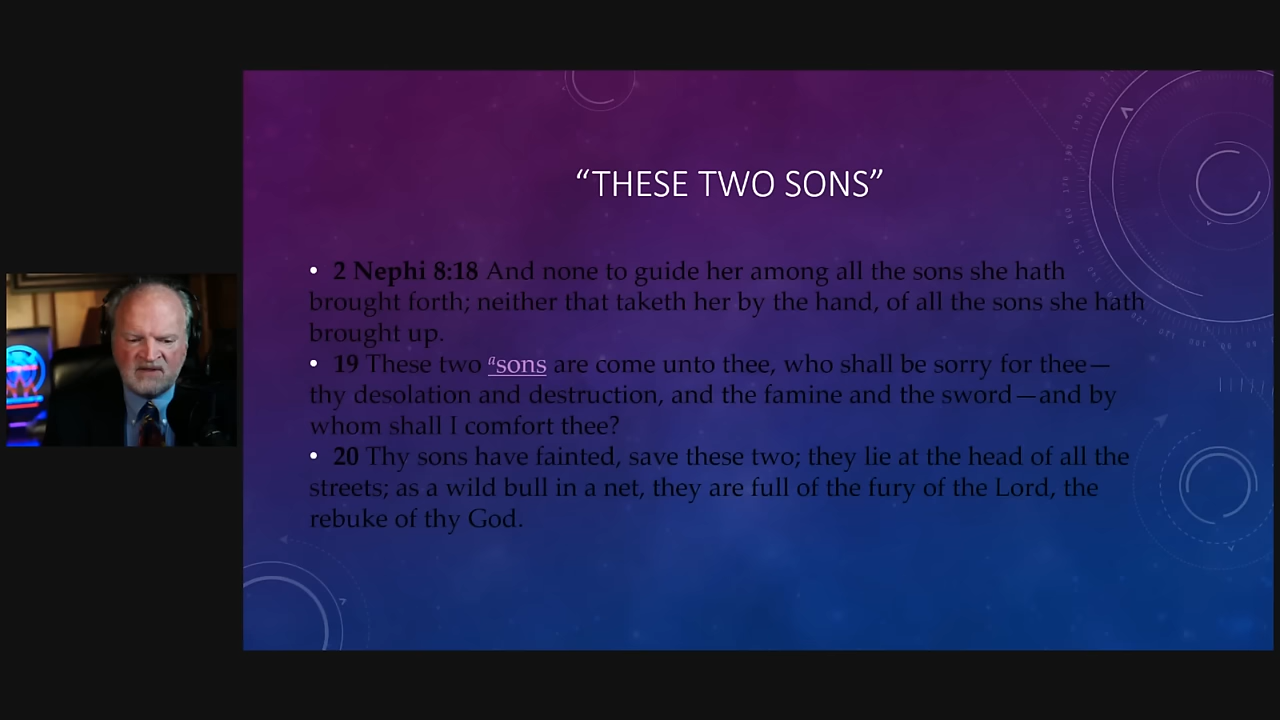 “THESE TWO SONS”
• 2 Nephi 8:18 And none to guide her among all the sons she hath
brought forth; neither that taketh her by the hand, of all the sons she hath
brought up.
• 19 These two asons are come unto thee, who shall be sorry for thee—
thy desolation and destruction, and the famine and the sword—and by
whom shall I comfort thee?
• 20 Thy sons have fainted, save these two; they lie at the head of all the
streets; as a wild bull in a net, they are full of the fury of the Lord, the
rebuke of thy God.